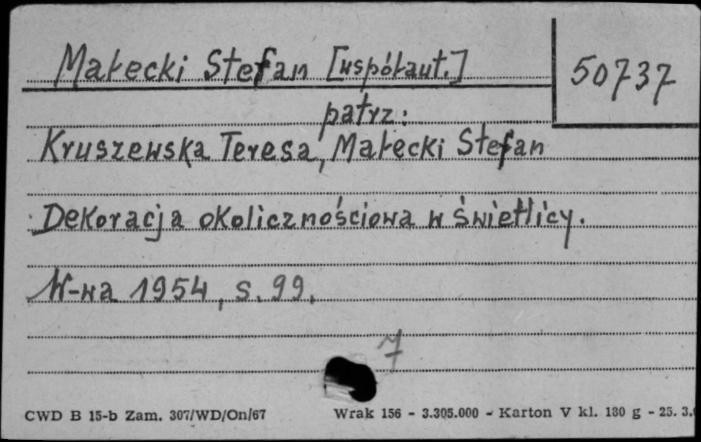 Małecki Stefan [współaut.]
50737
patrz:
Kruszewska Teresa, Małecki Stefan
Dekoracja okolicznościowa w świetlicy.
W-wa 1954, s. 99.
7
CWD B 15-b Zam. 307/WD/On/67 Wrak 156 - 3.305.000 - Karton V kl. 180 g - 25. 3.